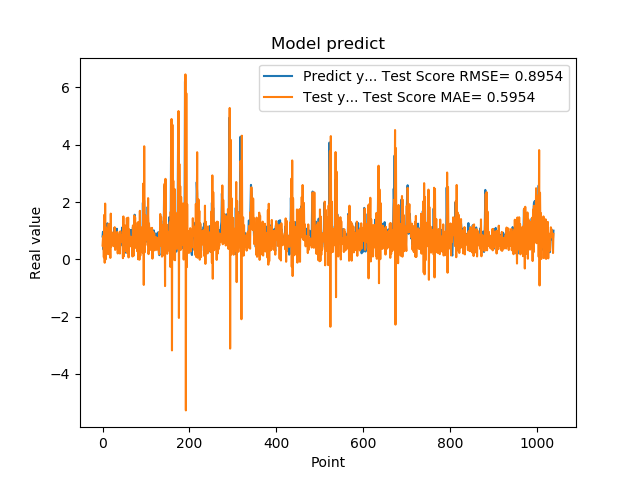 Model predict
Predict y... Test Score RMSE= 0.8954
Test y... Test Score MAE= 0.5954
6
4
2
0
−2
−4
Real value
0 200 400 600 800 1000
Point